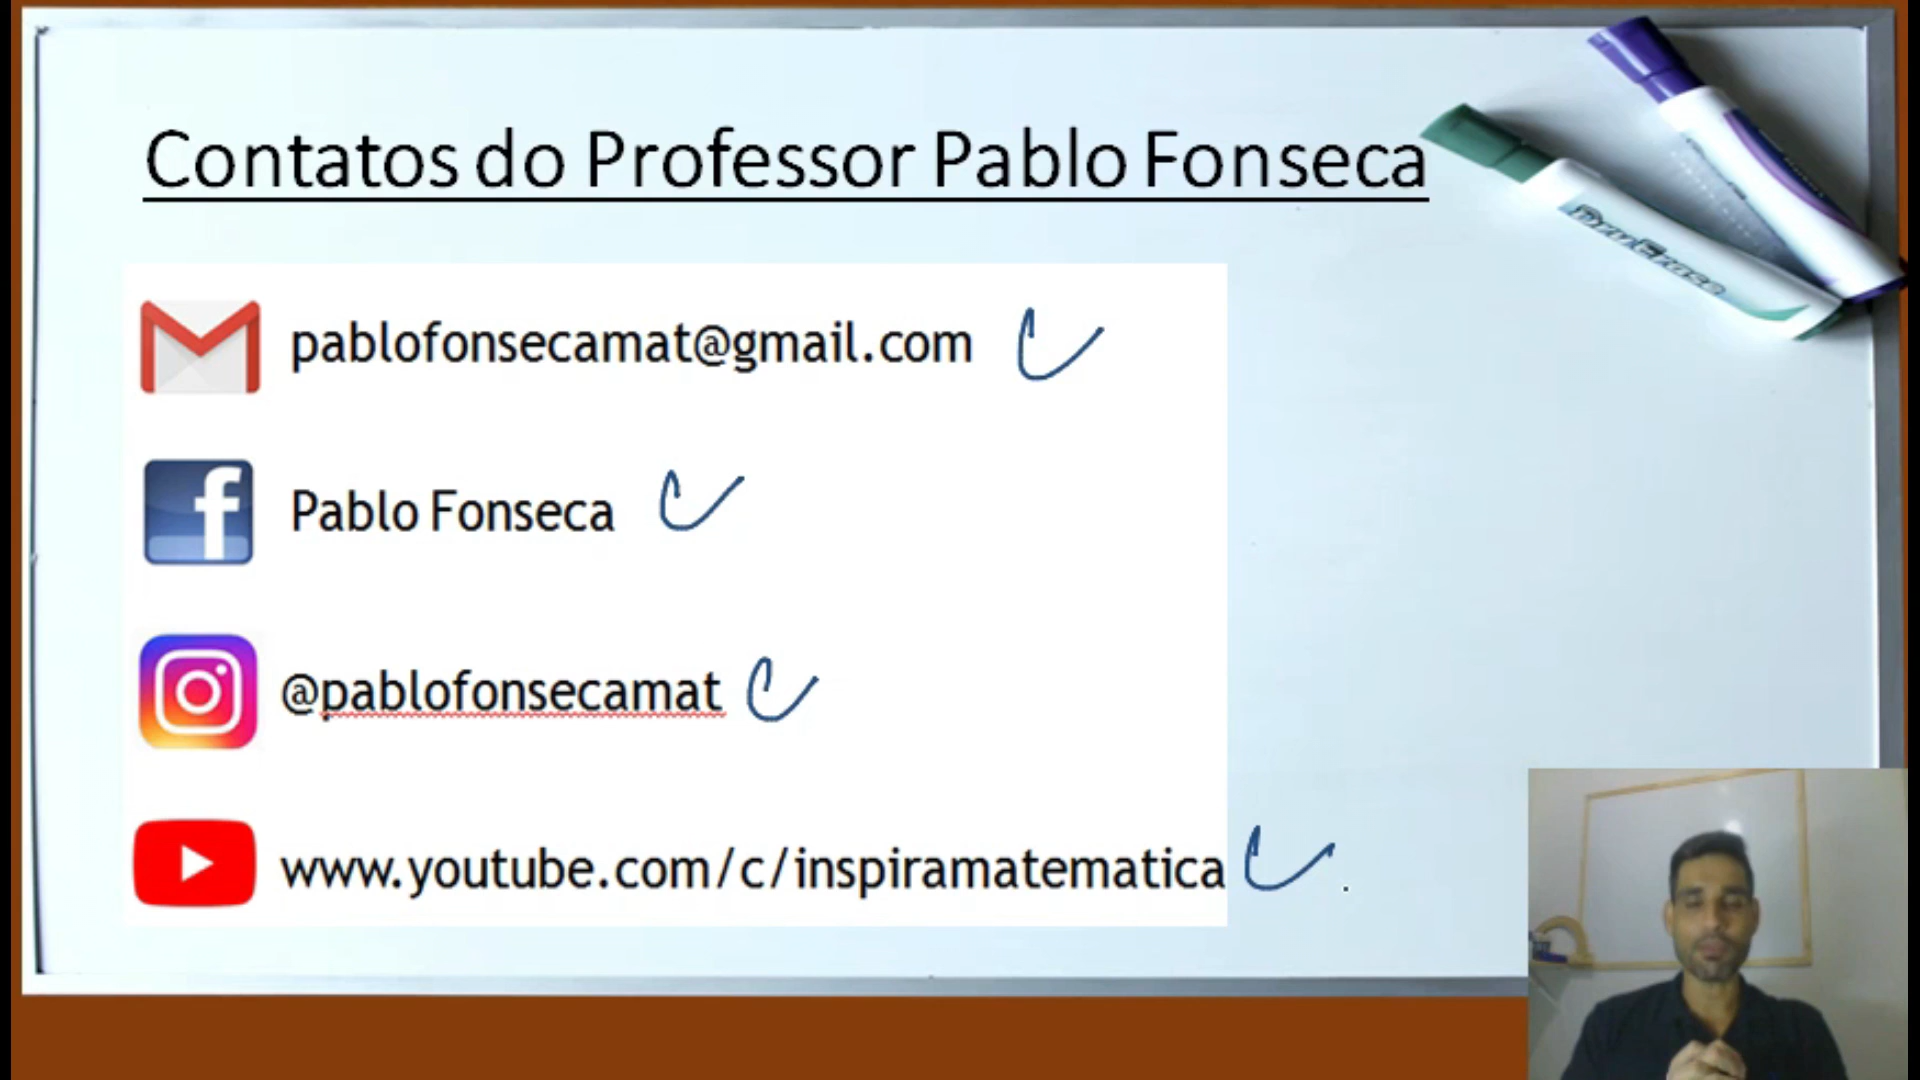 Contatos do Professor Pablo Fonseca
pablofonsecamat@gmail.com
Pablo Fonseca
@pablofonsecamat
www.youtube.com/c/inspiramatematica